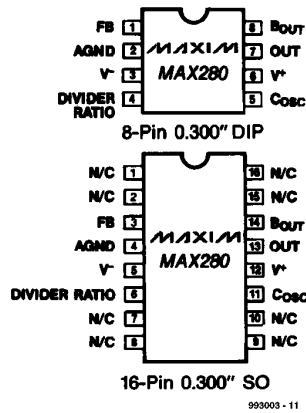 FB 1 8 BOUT
AGND 2 MAXIM 7 OUT
V- 3 MAX280 6 V+
DIVIDER RATIO 4 5 COSC
8-Pin 0.300" DIP
N/C 1 16 N/C
N/C 2 15 N/C
FB 3 14 BOUT
AGND 4 MAXIM 13 OUT
V- 5 MAX280 12 V+
DIVIDER RATIO 6 11 COSC
N/C 7 10 N/C
N/C 8 9 N/C
16-Pin 0.300" SO
993003 - 11